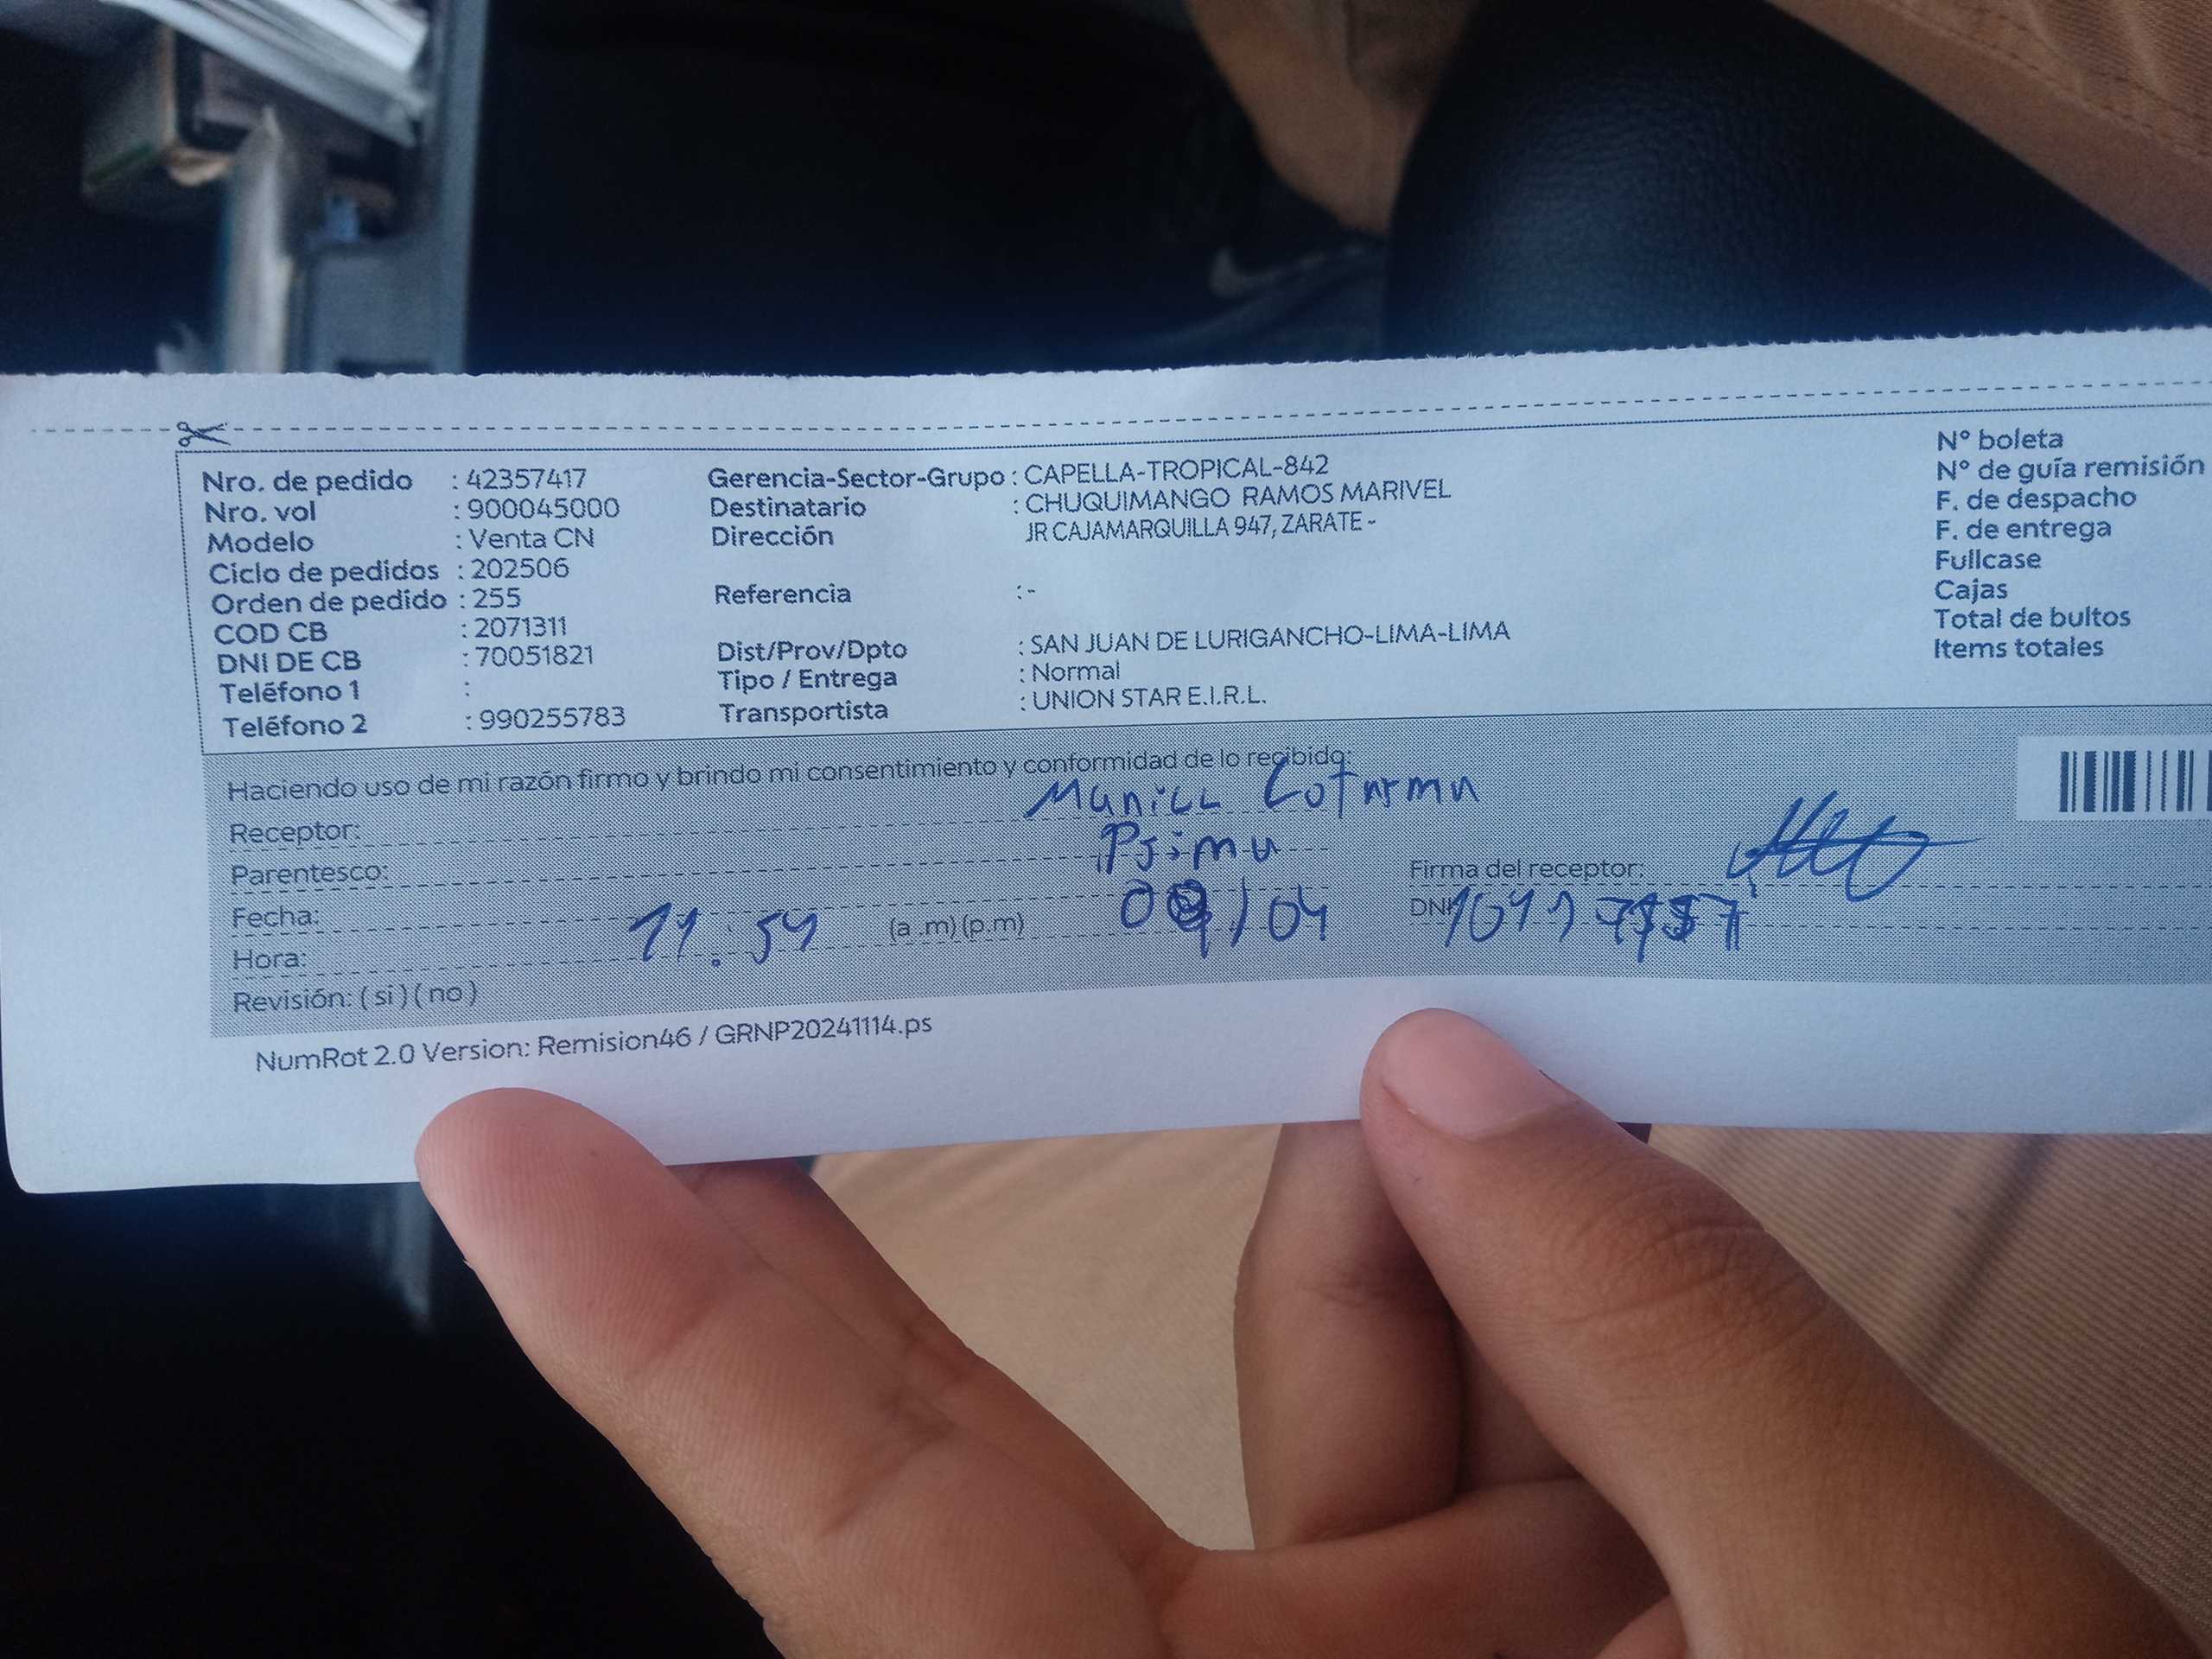 Nro. de pedido : 42357417
Nro. vol : 900045000
Modelo : Venta CN
Ciclo de pedidos : 202506
Orden de pedido : 255
COD CB : 2071311
DNI DE CB : 70051821
Teléfono 1 :
Teléfono 2 : 990255783
Gerencia-Sector-Grupo : CAPELLA-TROPICAL-842
Destinatario : CHUQUIMANGO RAMOS MARIVEL
Dirección JR CAJAMARQUILLA 947, ZARATE -
Referencia : -
Dist/Prov/Dpto : SAN JUAN DE LURIGANCHO-LIMA-LIMA
Tipo / Entrega : Normal
Transportista : UNION STAR E.I.R.L.
N° boleta
N° de guía remisión
F. de despacho
F. de entrega
Fullcase
Cajas
Total de bultos
Items totales
Haciendo uso de mi razón firmo y brindo mi consentimiento y conformidad de lo recibido:
Receptor:
Parentesco:
Firma del receptor:
Fecha: 09/04
DNI
Hora: 11:54 (a .m) (p.m)
Revisión: ( si ) ( no )
NumRot 2.0 Version: Remision46 / GRNP20241114.ps